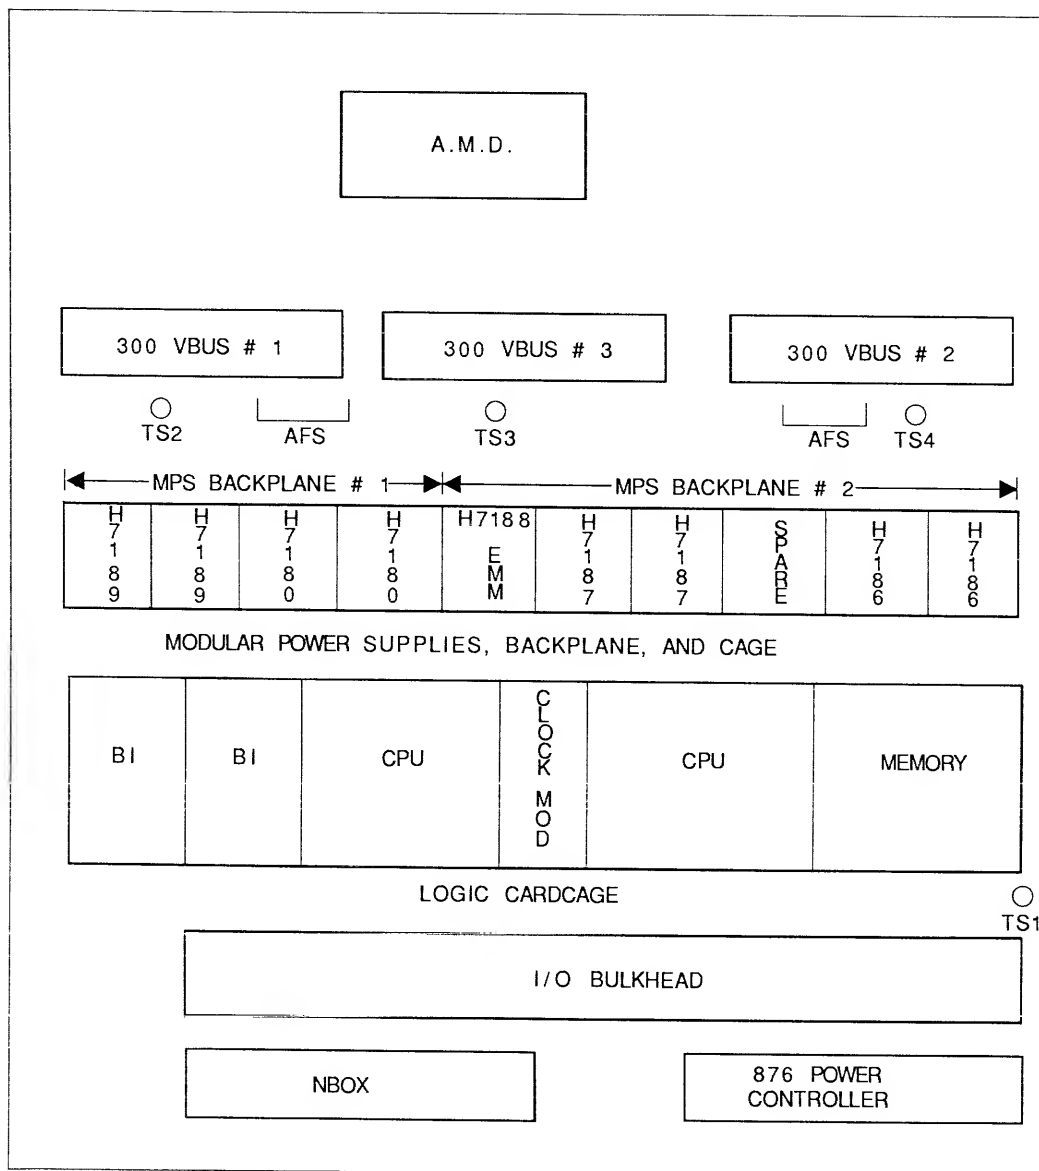 A.M.D.
300 VBUS # 1
300 VBUS # 3
300 VBUS # 2
TS2
AFS
TS3
AFS
TS4
MPS BACKPLANE # 1
MPS BACKPLANE # 2
H7189
H7189
H7180
H7180
H7188 EMM
H7187
H7187
SPARE
H7186
H7186
MODULAR POWER SUPPLIES, BACKPLANE, AND CAGE
BI
BI
CPU
CLOCK MOD
CPU
MEMORY
LOGIC CARDCAGE
TS1
I/O BULKHEAD
NBOX
876 POWER
CONTROLLER